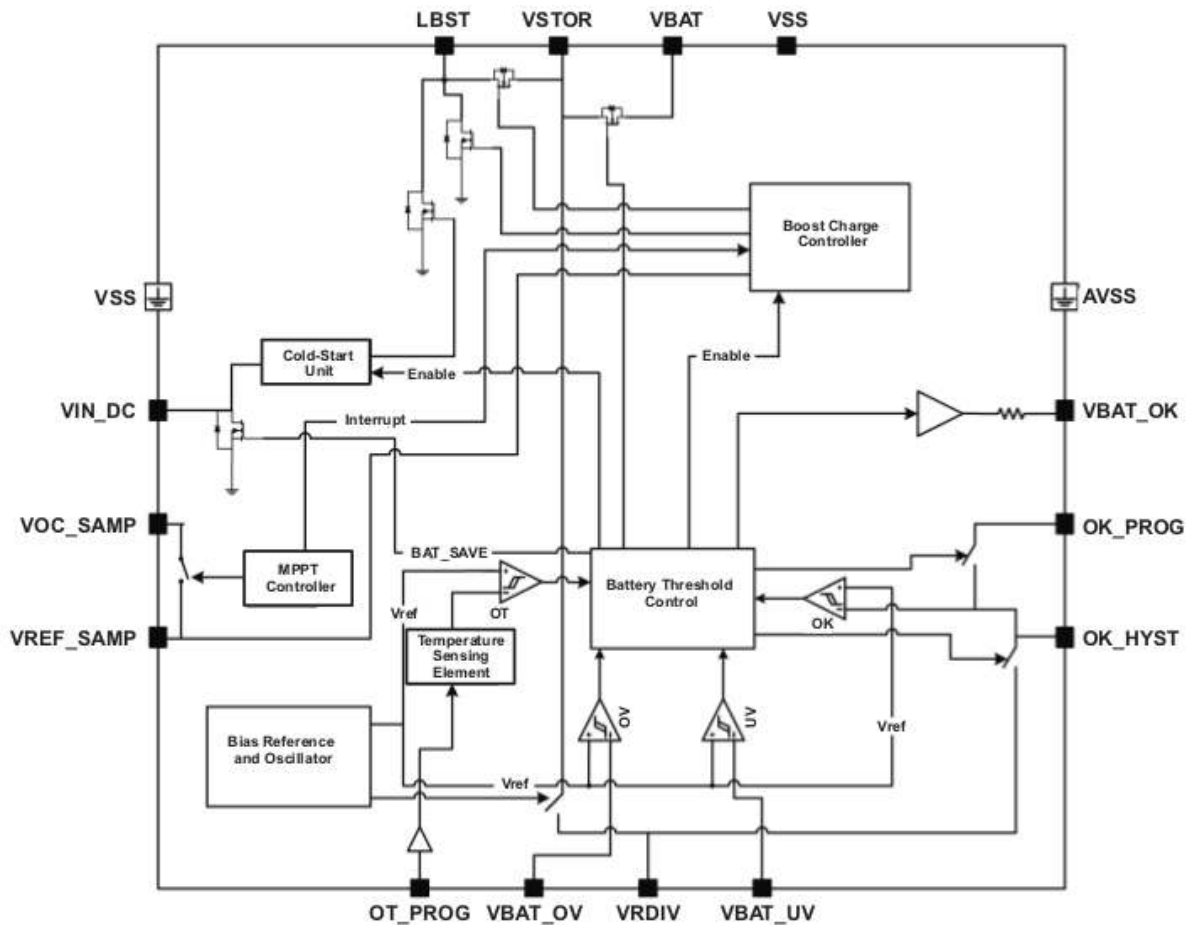 LBST VSTOR VBAT VSS
Boost Charge
Controller
VSS
AVSS
Cold-Start
Unit
Enable
Enable
VIN_DC
Interrupt
VBAT_OK
VOC_SAMP
OK_PROG
MPPT
Controller
BAT_SAVE
+
-
OT
Battery Threshold
Control
+
-
OK
Vref
VREF_SAMP
OK_HYST
Temperature
Sensing
Element
Bias Reference
and Oscillator
+
-
OV
+
-
UV
Vref
Vref
OT_PROG VBAT_OV VRDIV VBAT_UV